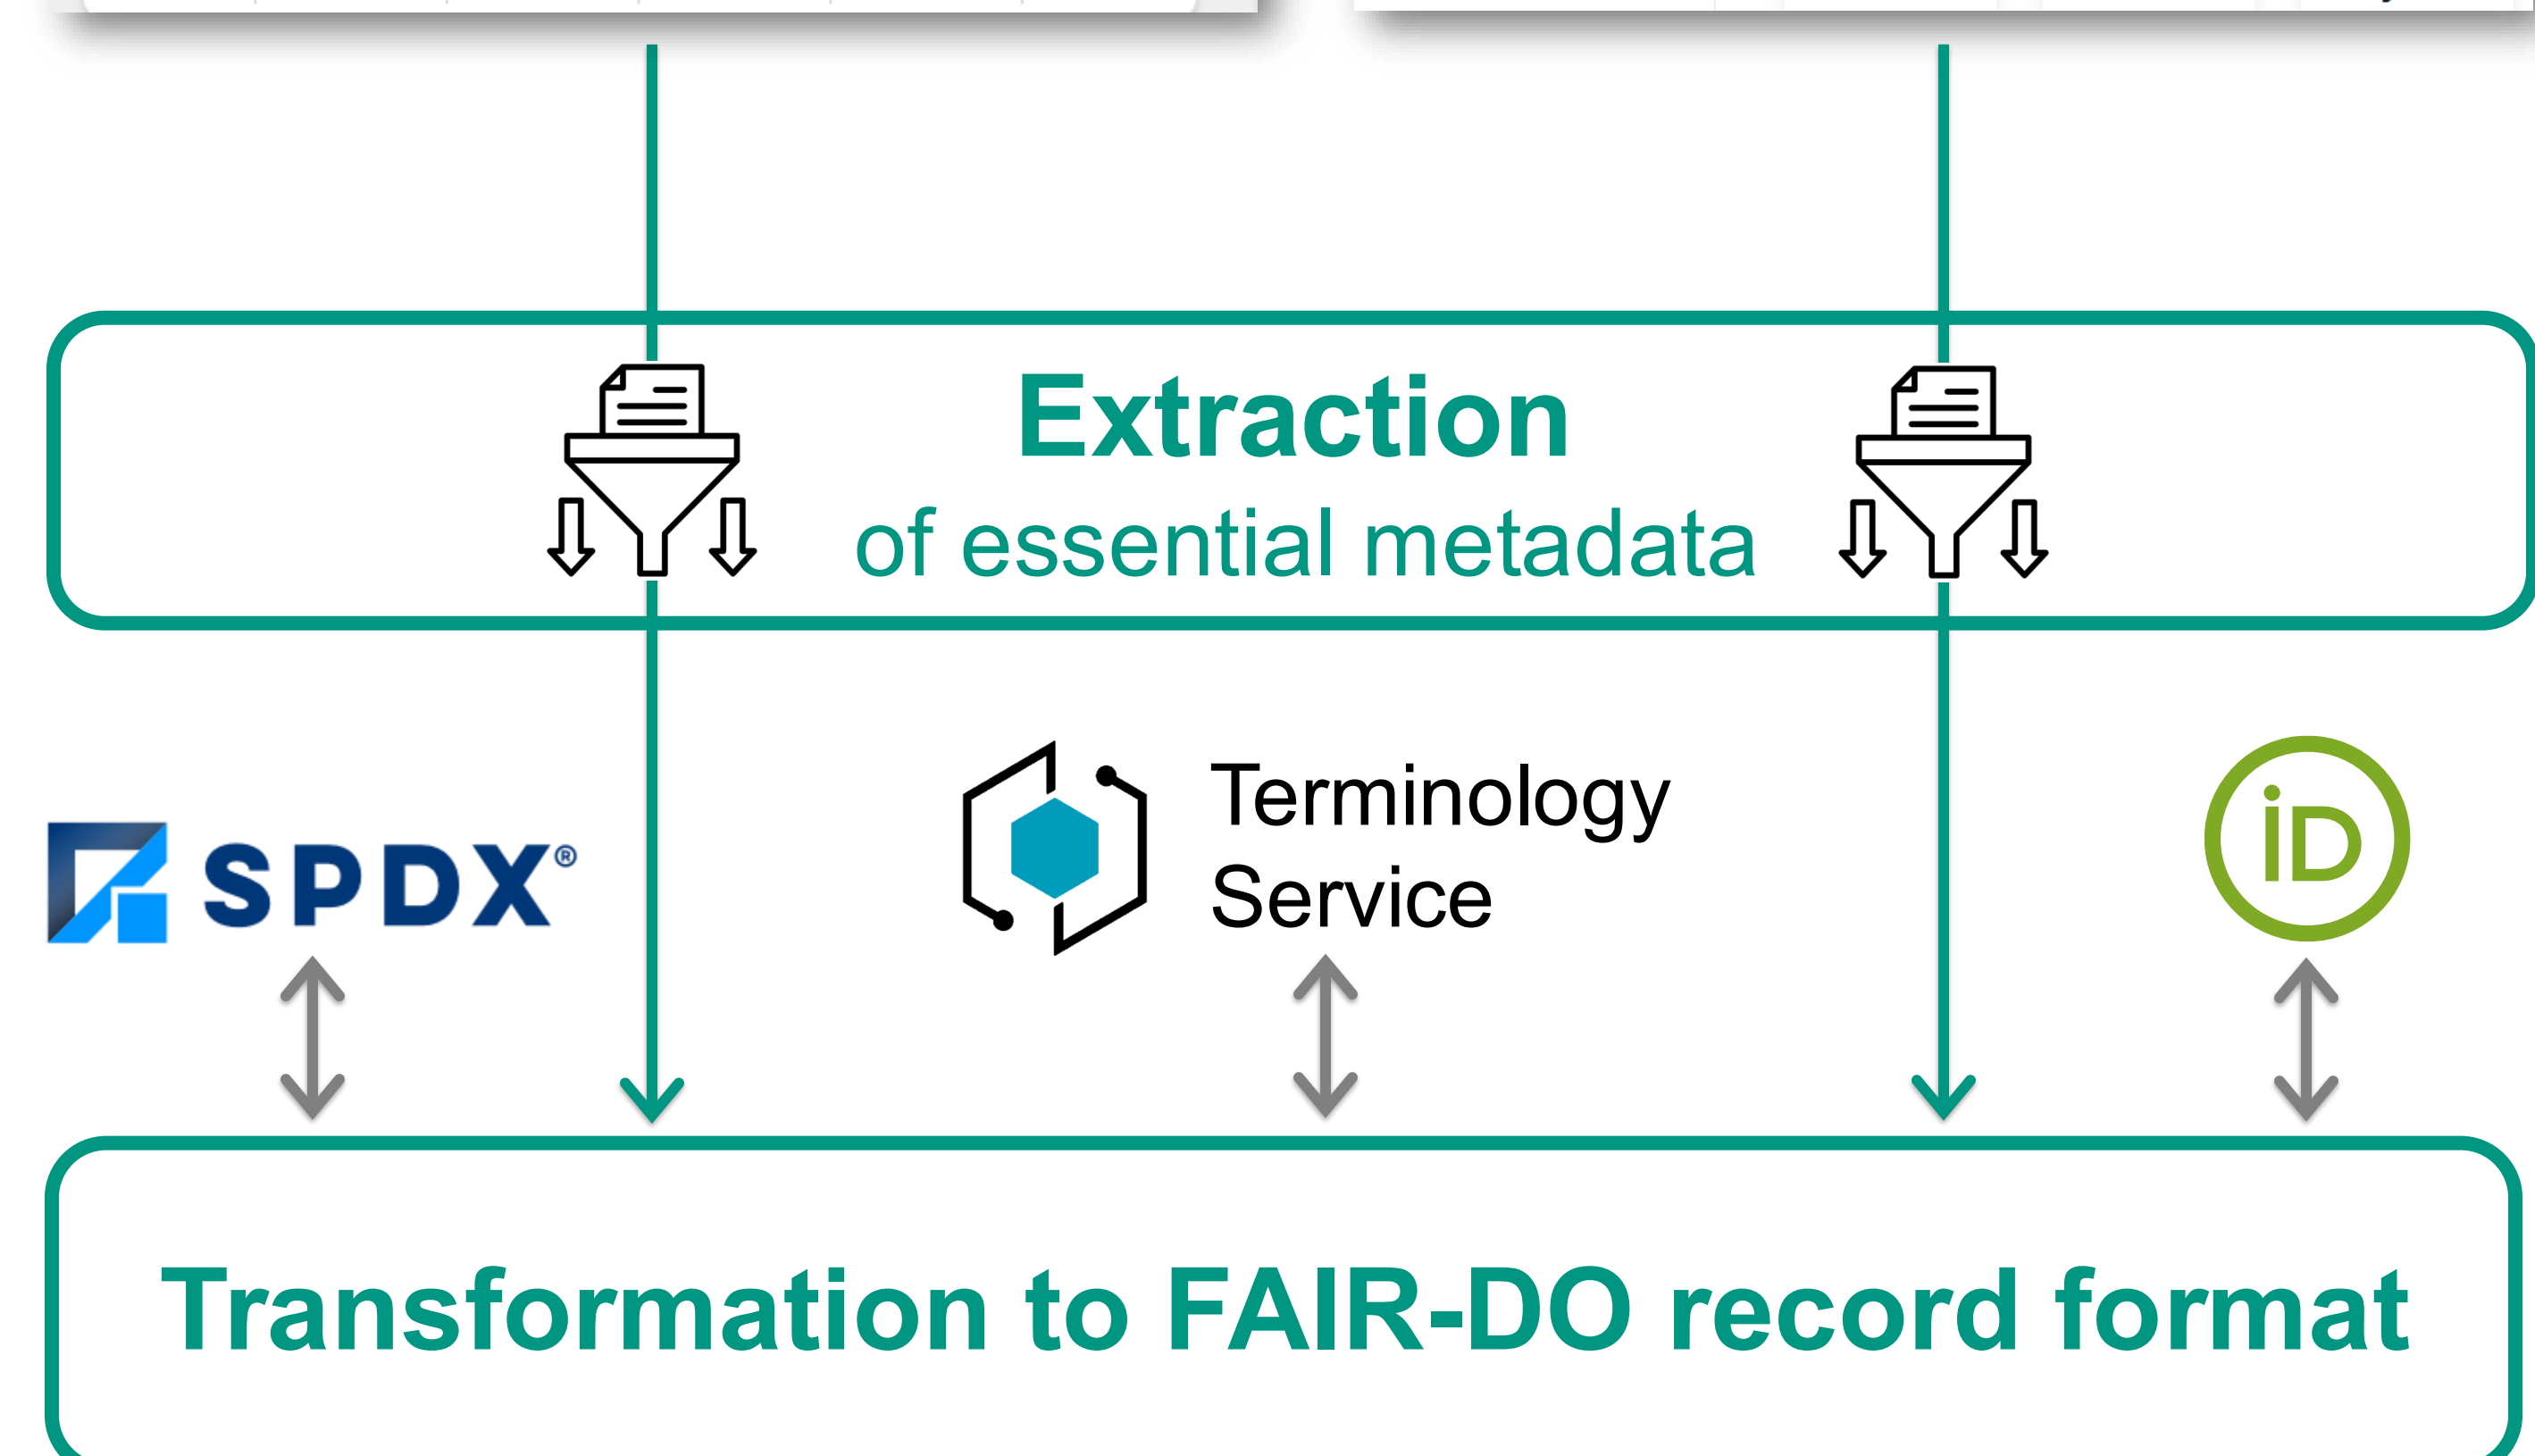 Extraction
of essential metadata
SPDX®
Terminology
Service
iD
Transformation to FAIR-DO record format